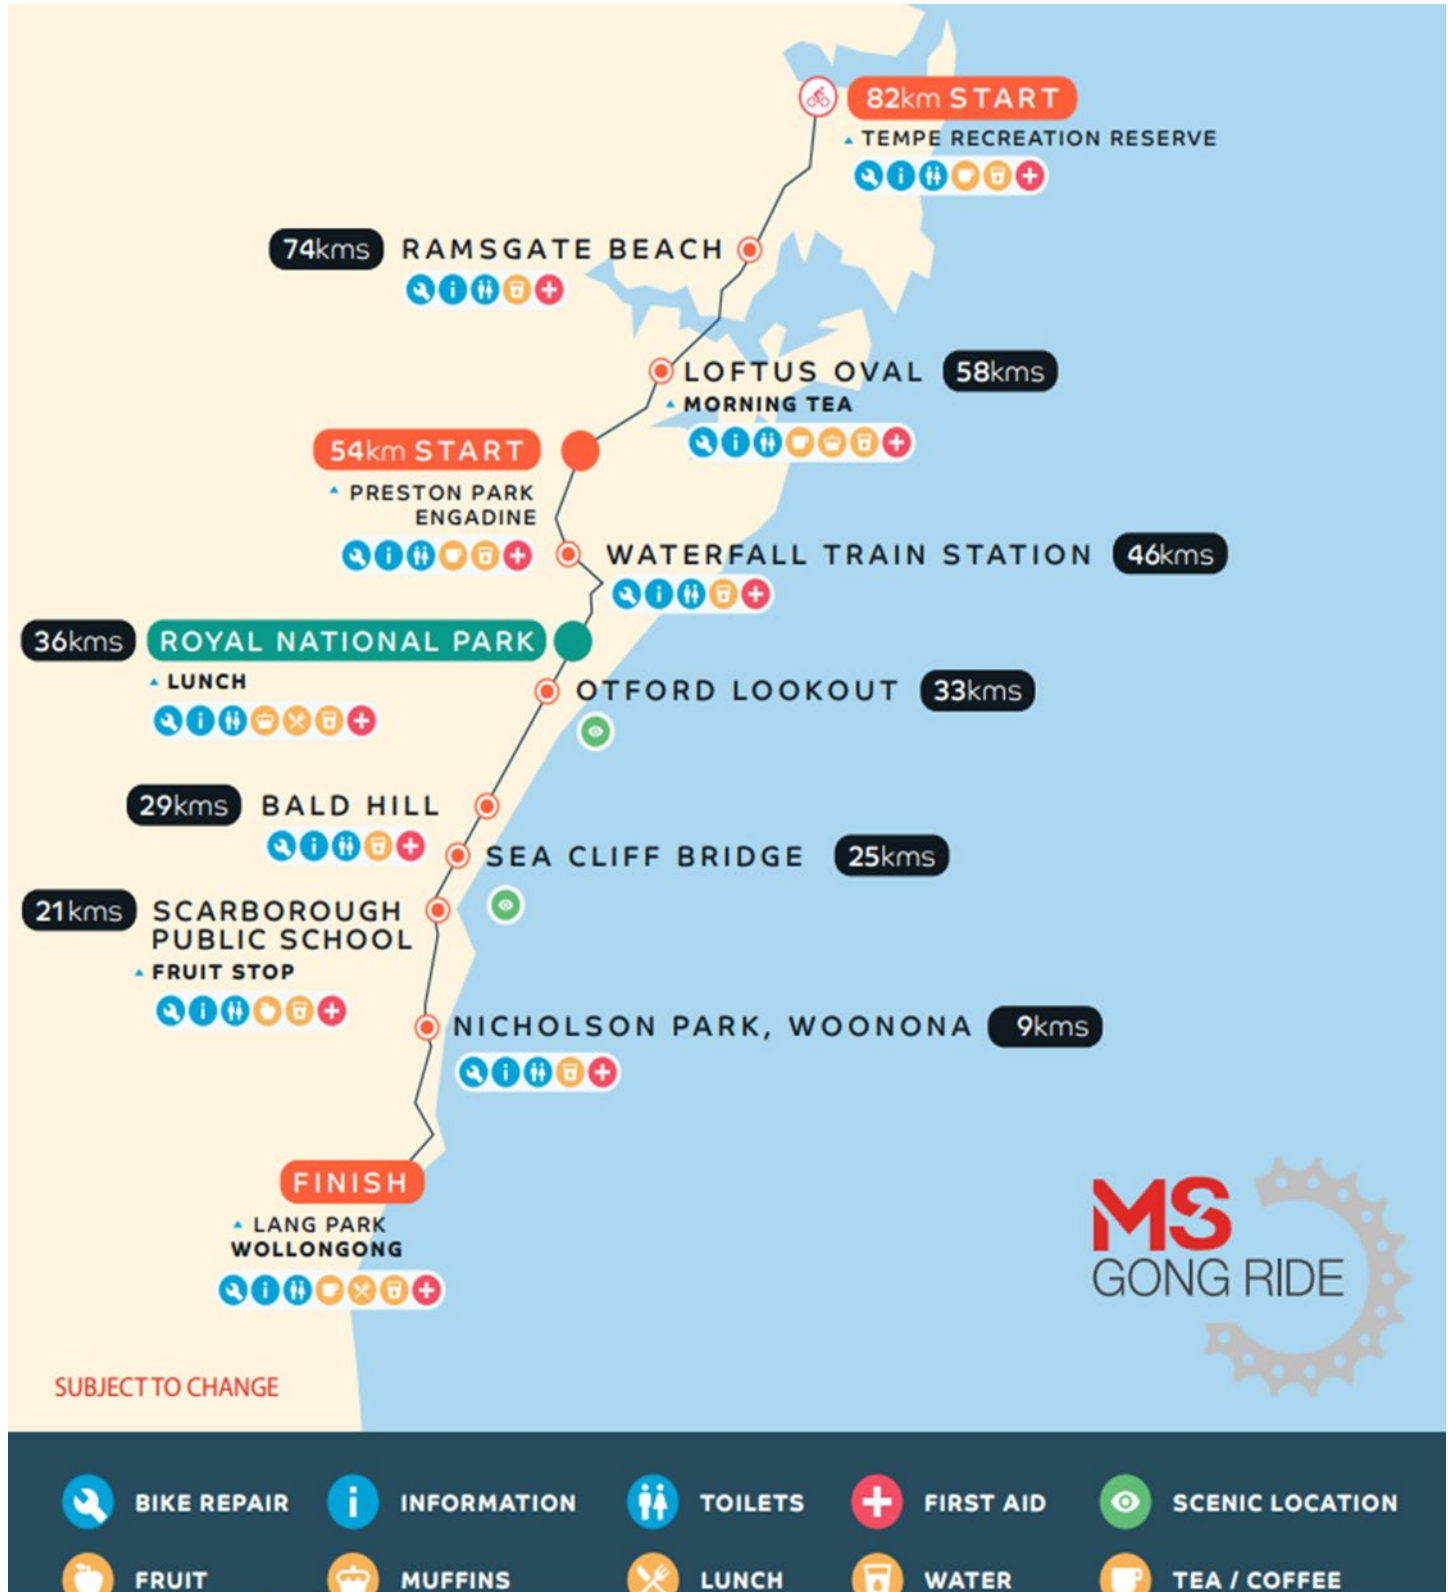 82km START
TEMPE RECREATION RESERVE
74kms RAMSGATE BEACH
LOFTUS OVAL 58kms
MORNING TEA
54km START
PRESTON PARK
ENGADINE
WATERFALL TRAIN STATION 46kms
36kms ROYAL NATIONAL PARK
LUNCH
OTFORD LOOKOUT 33kms
29kms BALD HILL
SEA CLIFF BRIDGE 25kms
21kms SCARBOROUGH
PUBLIC SCHOOL
FRUIT STOP
NICHOLSON PARK, WOONONA 9kms
FINISH
LANG PARK
WOLLONGONG
MS
GONG RIDE
SUBJECT TO CHANGE
BIKE REPAIR INFORMATION TOILETS FIRST AID SCENIC LOCATION
FRUIT MUFFINS LUNCH WATER TEA / COFFEE